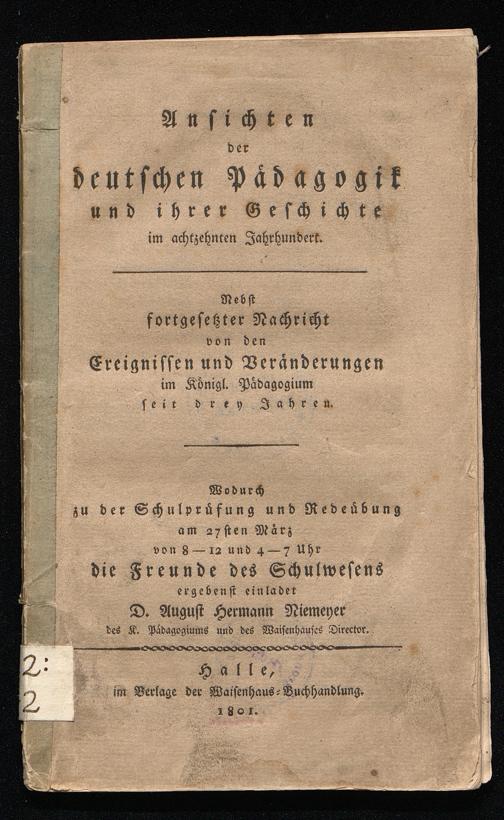 Ansichten
der
deutschen Pädagogik
und ihrer Geschichte
im achtzehnten Jahrhundert.
Nebst
fortgesetzter Nachricht
von den
Ereignissen und Veränderungen
im Königl. Pädagogium
seit drey Jahren.
Wodurch
zu der Schulprüfung und Redeübung
am 27sten März
von 8—12 und 4—7 Uhr
die Freunde des Schulwesens
ergebenst einladet
D. August Hermann Niemeyer
des K. Pädagogiums und des Waisenhauses Director.
Halle,
im Verlage der Waisenhaus-Buchhandlung.
1801.
2:
2